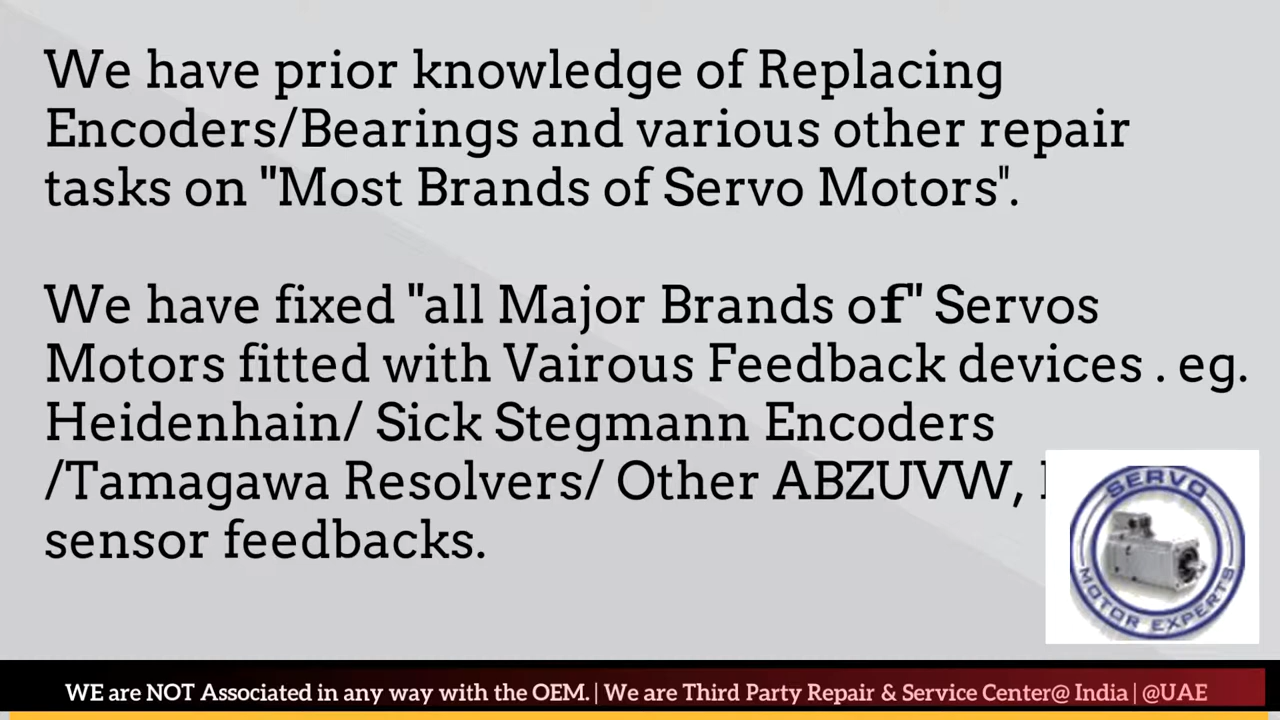 We have prior knowledge of Replacing
Encoders/Bearings and various other repair
tasks on "Most Brands of Servo Motors".
We have fixed "all Major Brands of" Servos
Motors fitted with Vairous Feedback devices . eg.
Heidenhain/ Sick Stegmann Encoders
/Tamagawa Resolvers/ Other ABZUVW,
sensor feedbacks.
SERVO
MOTOR EXPERTS
WE are NOT Associated in any way with the OEM. | We are Third Party Repair & Service Center@ India | @UAE